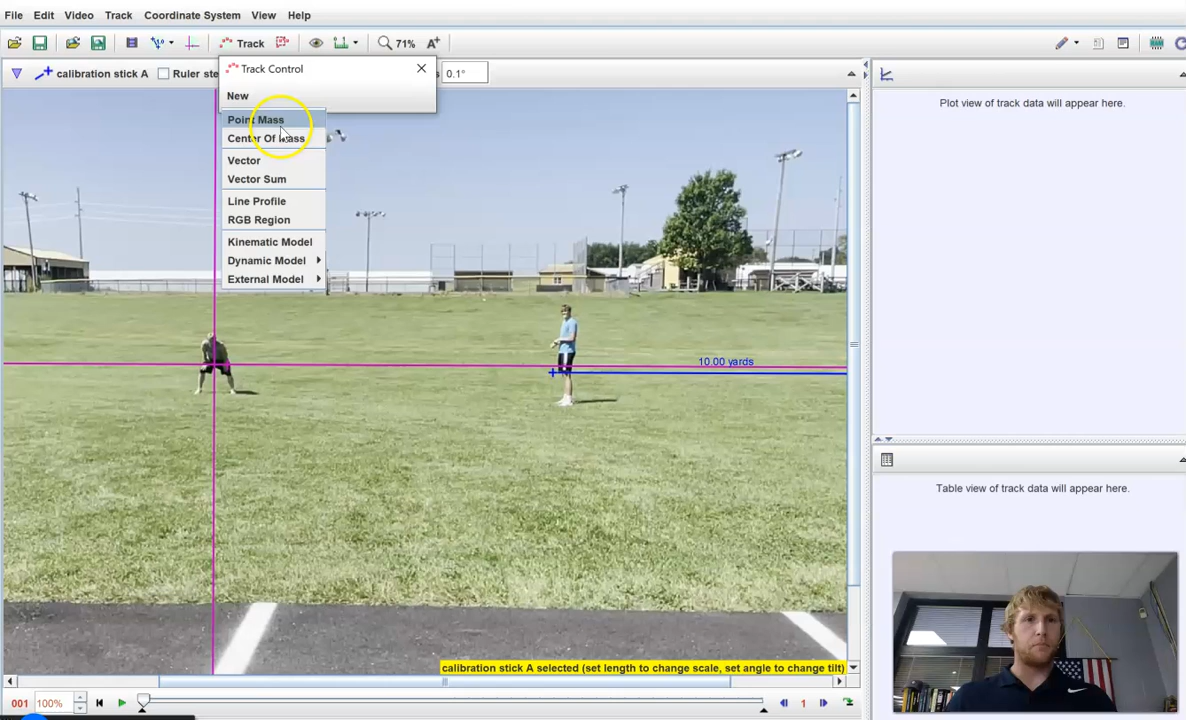 File Edit Video Track Coordinate System View Help
Track 71% A+
calibration stick A Ruler 0.1°
Track Control
New
Point Mass
Center Of Mass
Vector
Vector Sum
Line Profile
RGB Region
Kinematic Model
Dynamic Model
External Model
10.00 yards
Plot view of track data will appear here.
Table view of track data will appear here.
calibration stick A selected (set length to change scale, set angle to change tilt)
001 100% 1